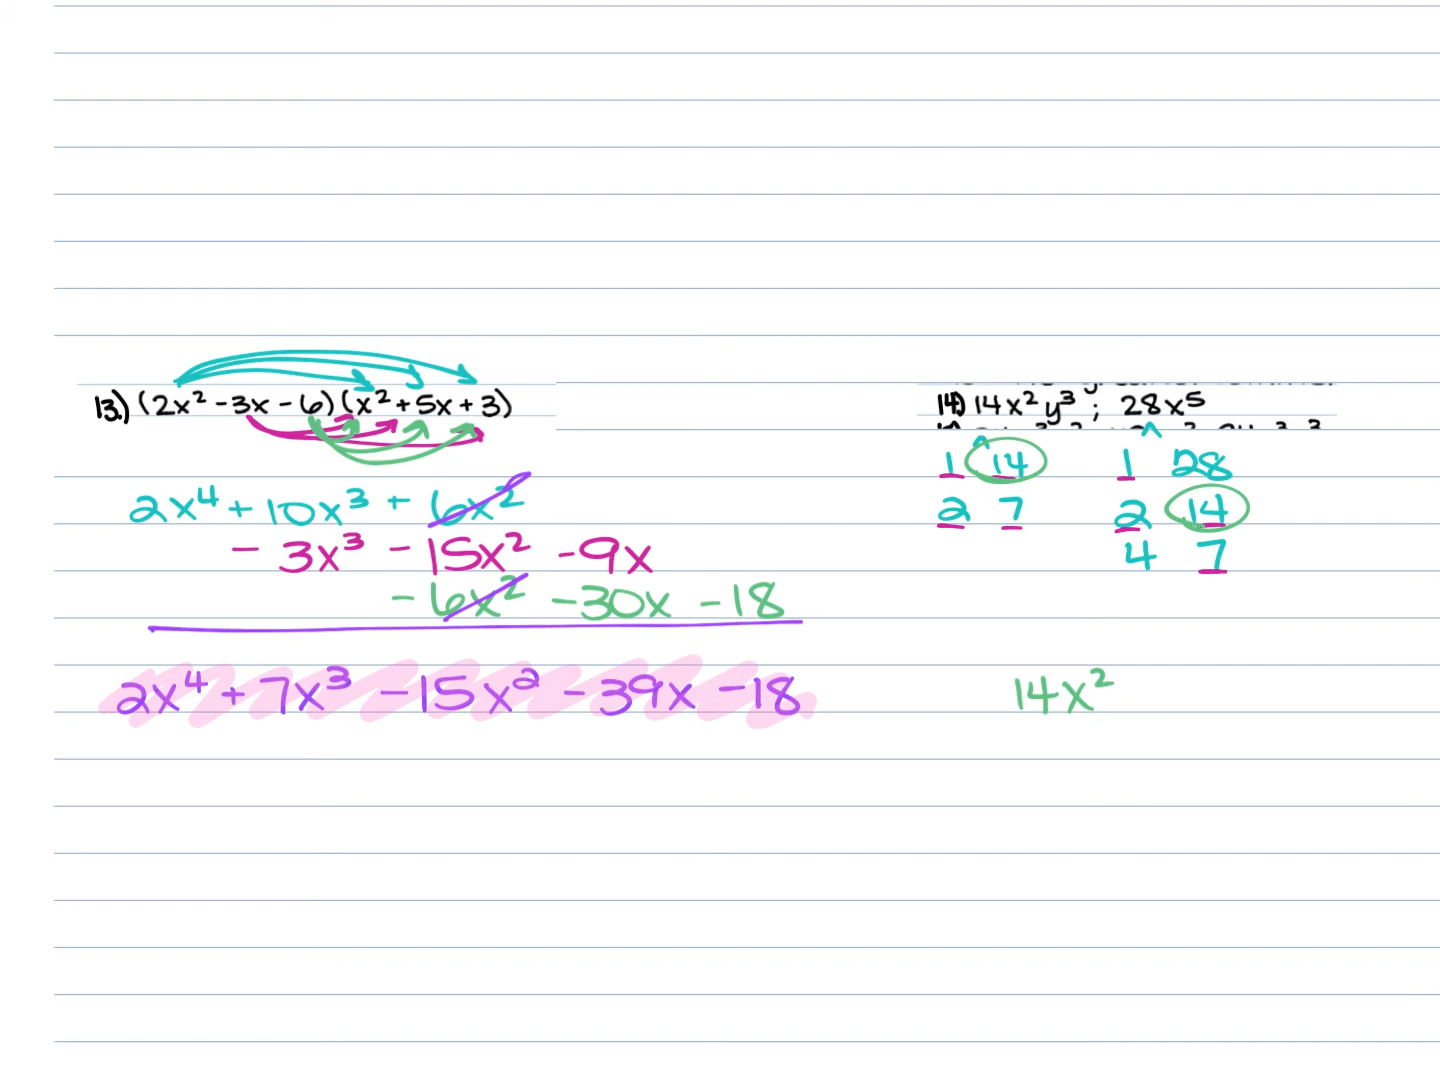 13.) (2x² - 3x - 6)(x² + 5x + 3)
2x⁴ + 10x³ + 6x²
- 3x³ - 15x² - 9x
- 6x² - 30x - 18
2x⁴ + 7x³ - 15x² - 39x - 18
14) 14x²y³ ; 28x⁵
1 14 1 28
2 7 2 14
4 7
14x²